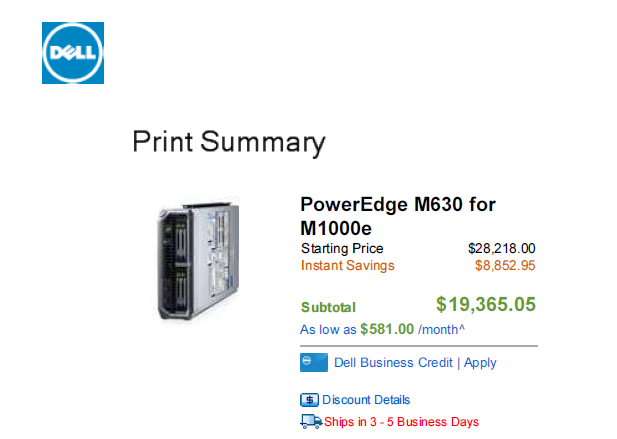 DELL
Print Summary
PowerEdge M630 for
M1000e
Starting Price $28,218.00
Instant Savings $8,852.95
Subtotal $19,365.05
As low as $581.00 /month^
Dell Business Credit | Apply
$ Discount Details
Ships in 3 - 5 Business Days